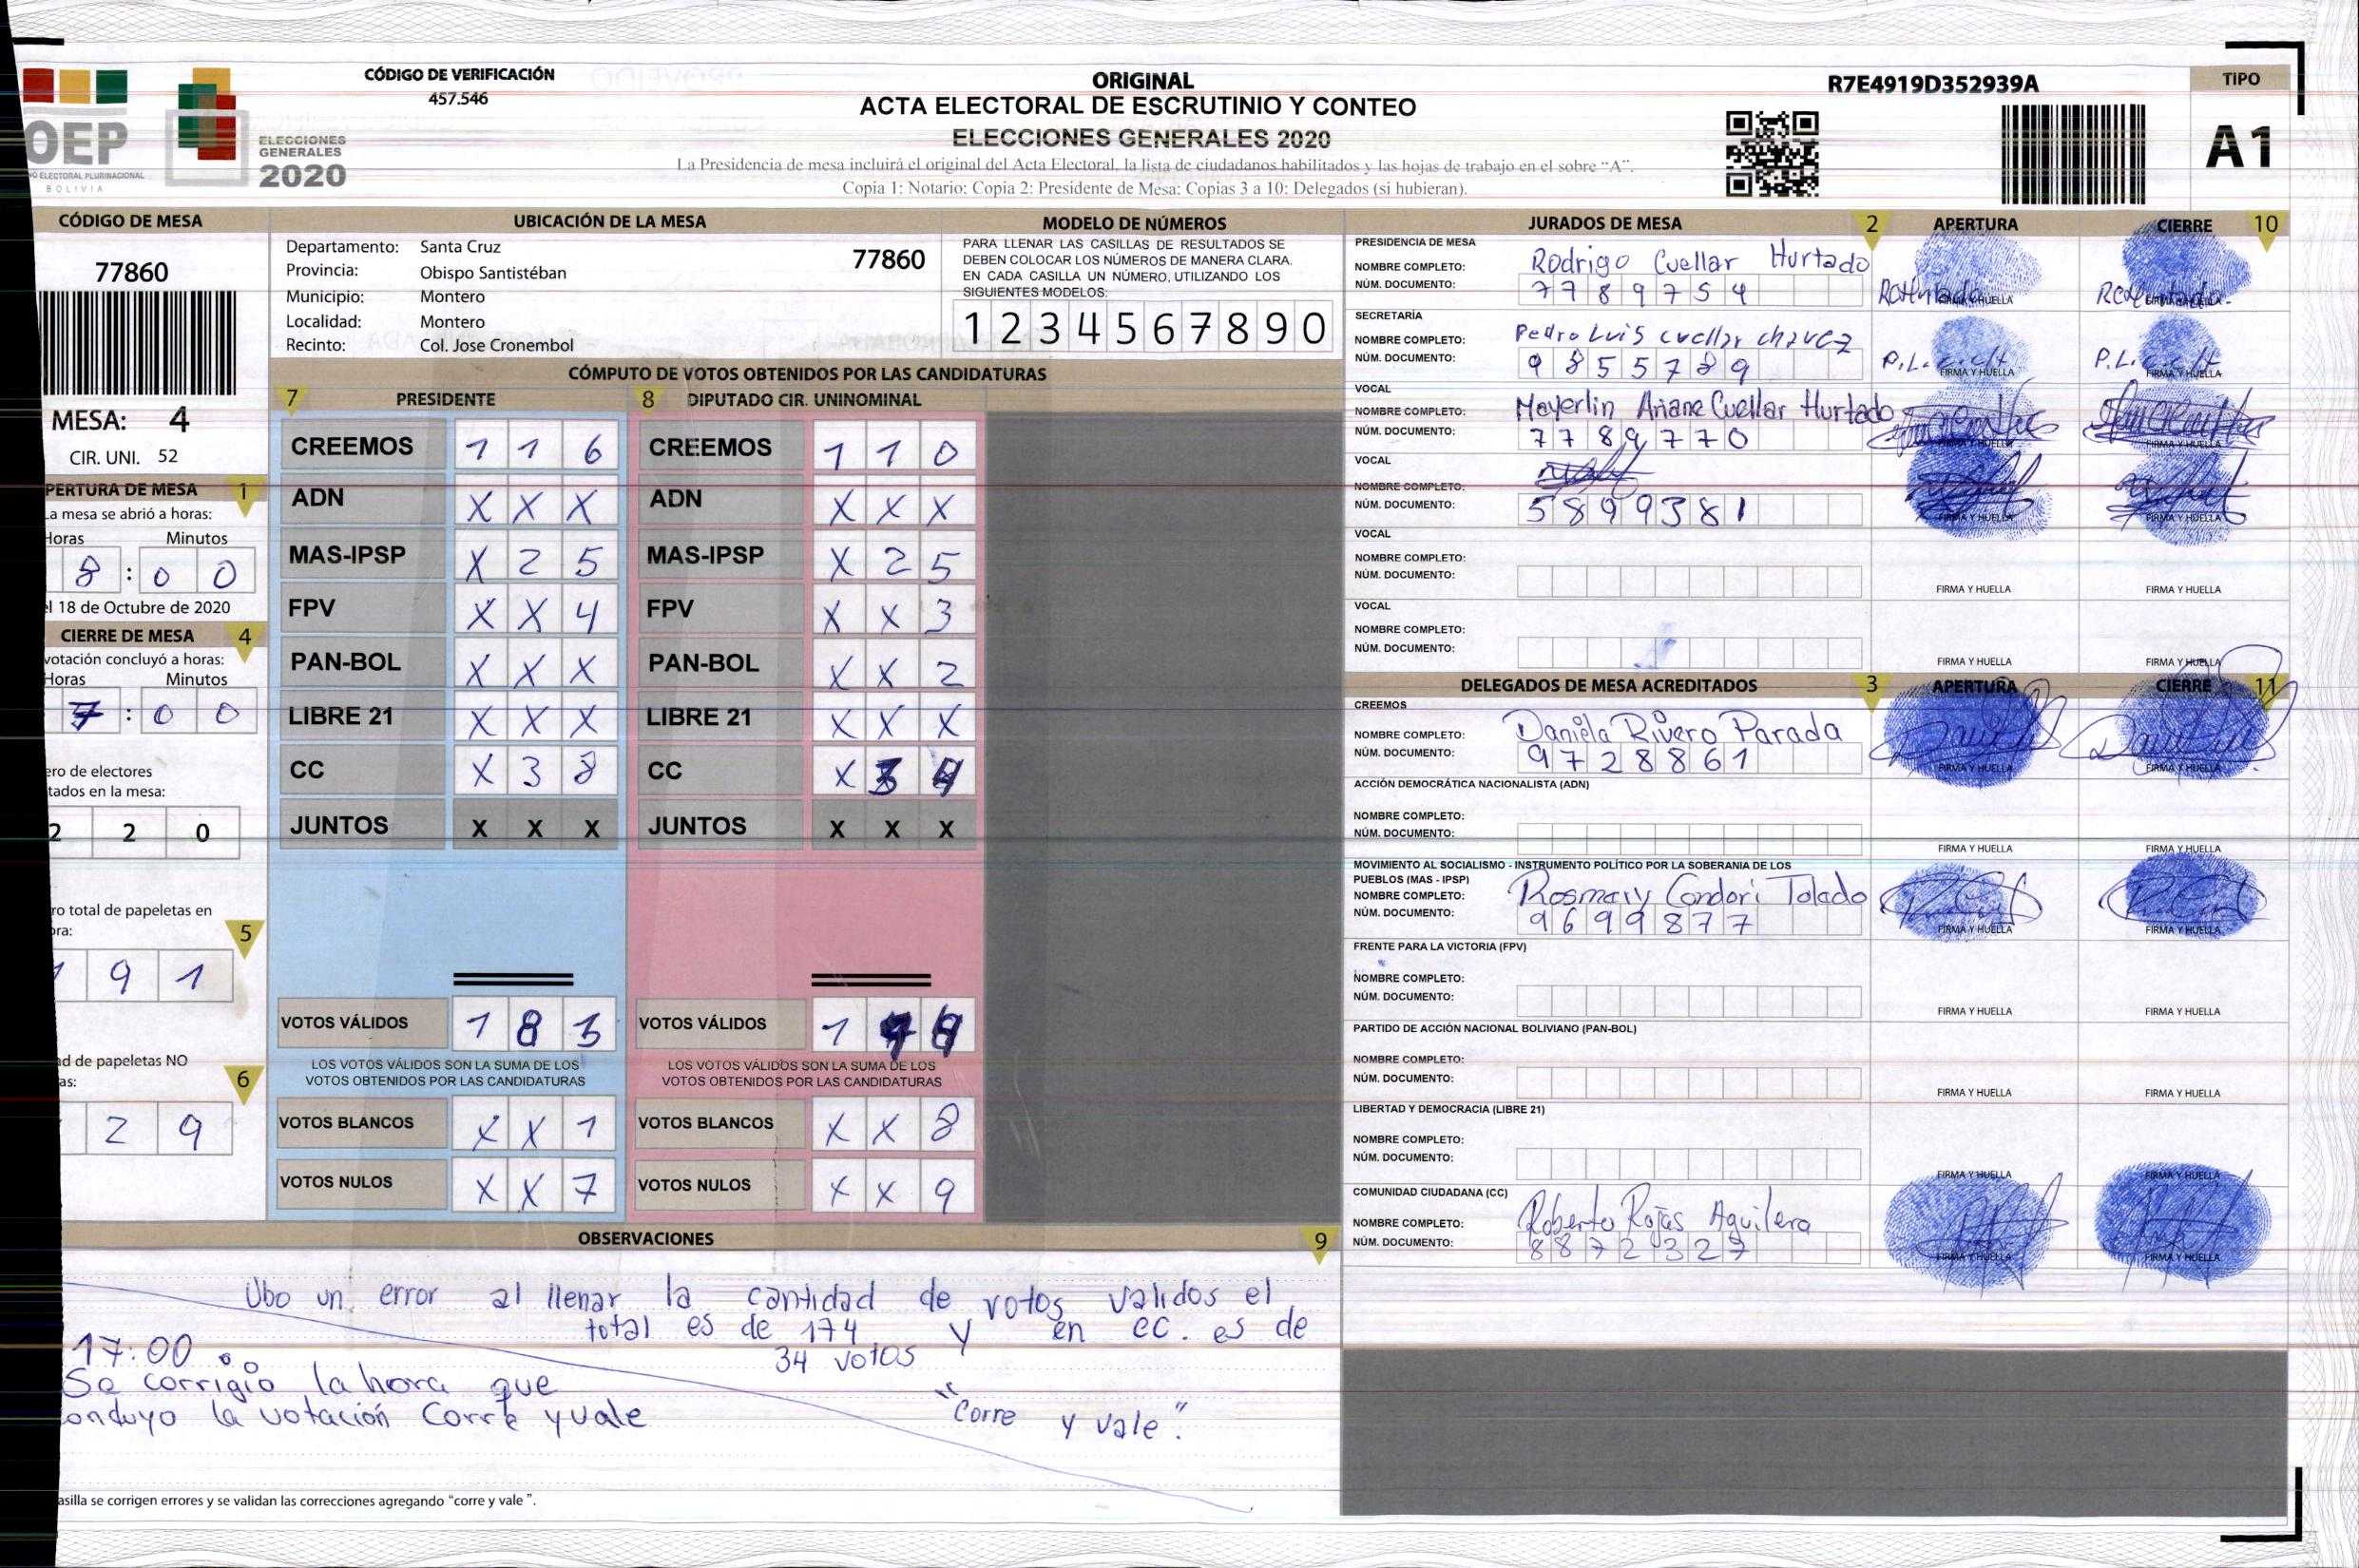 CÓDIGO DE VERIFICACIÓN
457.546
ORIGINAL
ACTA ELECTORAL DE ESCRUTINIO Y CONTEO
ELECCIONES GENERALES 2020
La Presidencia de mesa incluirá el original del Acta Electoral, la lista de ciudadanos habilitados y las hojas de trabajo en el sobre “A”.
Copia 1: Notario: Copia 2: Presidente de Mesa: Copias 3 a 10: Delegados (si hubieran).
R7E4919D352939A
TIPO
A1
OEP
ELECTORAL PLURINACIONAL
BOLIVIA
ELECCIONES
GENERALES
2020
CÓDIGO DE MESA
77860
MESA: 4
CIR. UNI. 52
PERTURA DE MESA 1
La mesa se abrió a horas:
Horas Minutos
8 : 0 0
el 18 de Octubre de 2020
CIERRE DE MESA 4
votación concluyó a horas:
Horas Minutos
7 : 0 0
ero de electores
tados en la mesa:
2 2 0
ro total de papeletas en
ora:
5
1 9 1
ad de papeletas NO
as:
6
2 9
UBICACIÓN DE LA MESA
Departamento: Santa Cruz 77860
Provincia: Obispo Santistéban
Municipio: Montero
Localidad: Montero
Recinto: Col. Jose Cronembol
MODELO DE NÚMEROS
PARA LLENAR LAS CASILLAS DE RESULTADOS SE
DEBEN COLOCAR LOS NÚMEROS DE MANERA CLARA.
EN CADA CASILLA UN NÚMERO, UTILIZANDO LOS
SIGUIENTES MODELOS:
1 2 3 4 5 6 7 8 9 0
CÓMPUTO DE VOTOS OBTENIDOS POR LAS CANDIDATURAS
7 PRESIDENTE 8 DIPUTADO CIR. UNINOMINAL
CREEMOS 1 1 6 CREEMOS 1 1 0
ADN X X X ADN X X X
MAS-IPSP X 2 5 MAS-IPSP X 2 5
FPV X X 4 FPV X X 3
PAN-BOL X X X PAN-BOL X X 2
LIBRE 21 X X X LIBRE 21 X X X
CC X 3 8 CC X 3 4
JUNTOS X X X JUNTOS X X X
VOTOS VÁLIDOS 1 8 3 VOTOS VÁLIDOS 1
LOS VOTOS VÁLIDOS SON LA SUMA DE LOS LOS VOTOS VÁLIDOS SON LA SUMA DE LOS
VOTOS OBTENIDOS POR LAS CANDIDATURAS VOTOS OBTENIDOS POR LAS CANDIDATURAS
VOTOS BLANCOS X X 1 VOTOS BLANCOS X X 8
VOTOS NULOS X X 7 VOTOS NULOS X X 9
OBSERVACIONES 9
Ubo un error al llenar la cantidad de votos validos el
total es de 174 y en cc. es de
34 votos
17:00
Se corrigio la hora que
onduyo la votación Corre y vale
"Corre y vale".
asilla se corrigen errores y se validan las correcciones agregando “corre y vale”.
JURADOS DE MESA 2 APERTURA CIERRE 10
PRESIDENCIA DE MESA
NOMBRE COMPLETO: Rodrigo Cuellar Hurtado
NÚM. DOCUMENTO: 7789754
FIRMA Y HUELLA FIRMA Y HUELLA
SECRETARÍA
NOMBRE COMPLETO: Pedro Luis cuellar chavez
NÚM. DOCUMENTO: 9855789
FIRMA Y HUELLA FIRMA Y HUELLA
VOCAL
NOMBRE COMPLETO: Mayerlin Ariane Cuellar Hurtado
NÚM. DOCUMENTO: 7789770
FIRMA Y HUELLA FIRMA Y HUELLA
VOCAL
NOMBRE COMPLETO:
NÚM. DOCUMENTO: 5899381
FIRMA Y HUELLA FIRMA Y HUELLA
VOCAL
NOMBRE COMPLETO:
NÚM. DOCUMENTO:
FIRMA Y HUELLA FIRMA Y HUELLA
VOCAL
NOMBRE COMPLETO:
NÚM. DOCUMENTO:
FIRMA Y HUELLA FIRMA Y HUELLA
DELEGADOS DE MESA ACREDITADOS 3 APERTURA CIERRE 11
CREEMOS
NOMBRE COMPLETO: Daniela Rivero Parada
NÚM. DOCUMENTO: 9728861
FIRMA Y HUELLA FIRMA Y HUELLA
ACCIÓN DEMOCRÁTICA NACIONALISTA (ADN)
NOMBRE COMPLETO:
NÚM. DOCUMENTO:
FIRMA Y HUELLA FIRMA Y HUELLA
MOVIMIENTO AL SOCIALISMO - INSTRUMENTO POLÍTICO POR LA SOBERANIA DE LOS
PUEBLOS (MAS - IPSP)
NOMBRE COMPLETO: Rosmary Condori Toledo
NÚM. DOCUMENTO: 9699877
FIRMA Y HUELLA FIRMA Y HUELLA
FRENTE PARA LA VICTORIA (FPV)
NOMBRE COMPLETO:
NÚM. DOCUMENTO:
FIRMA Y HUELLA FIRMA Y HUELLA
PARTIDO DE ACCIÓN NACIONAL BOLIVIANO (PAN-BOL)
NOMBRE COMPLETO:
NÚM. DOCUMENTO:
FIRMA Y HUELLA FIRMA Y HUELLA
LIBERTAD Y DEMOCRACIA (LIBRE 21)
NOMBRE COMPLETO:
NÚM. DOCUMENTO:
FIRMA Y HUELLA FIRMA Y HUELLA
COMUNIDAD CIUDADANA (CC)
NOMBRE COMPLETO: Roberto Rojas Aguilera
NÚM. DOCUMENTO: 8872327
FIRMA Y HUELLA FIRMA Y HUELLA